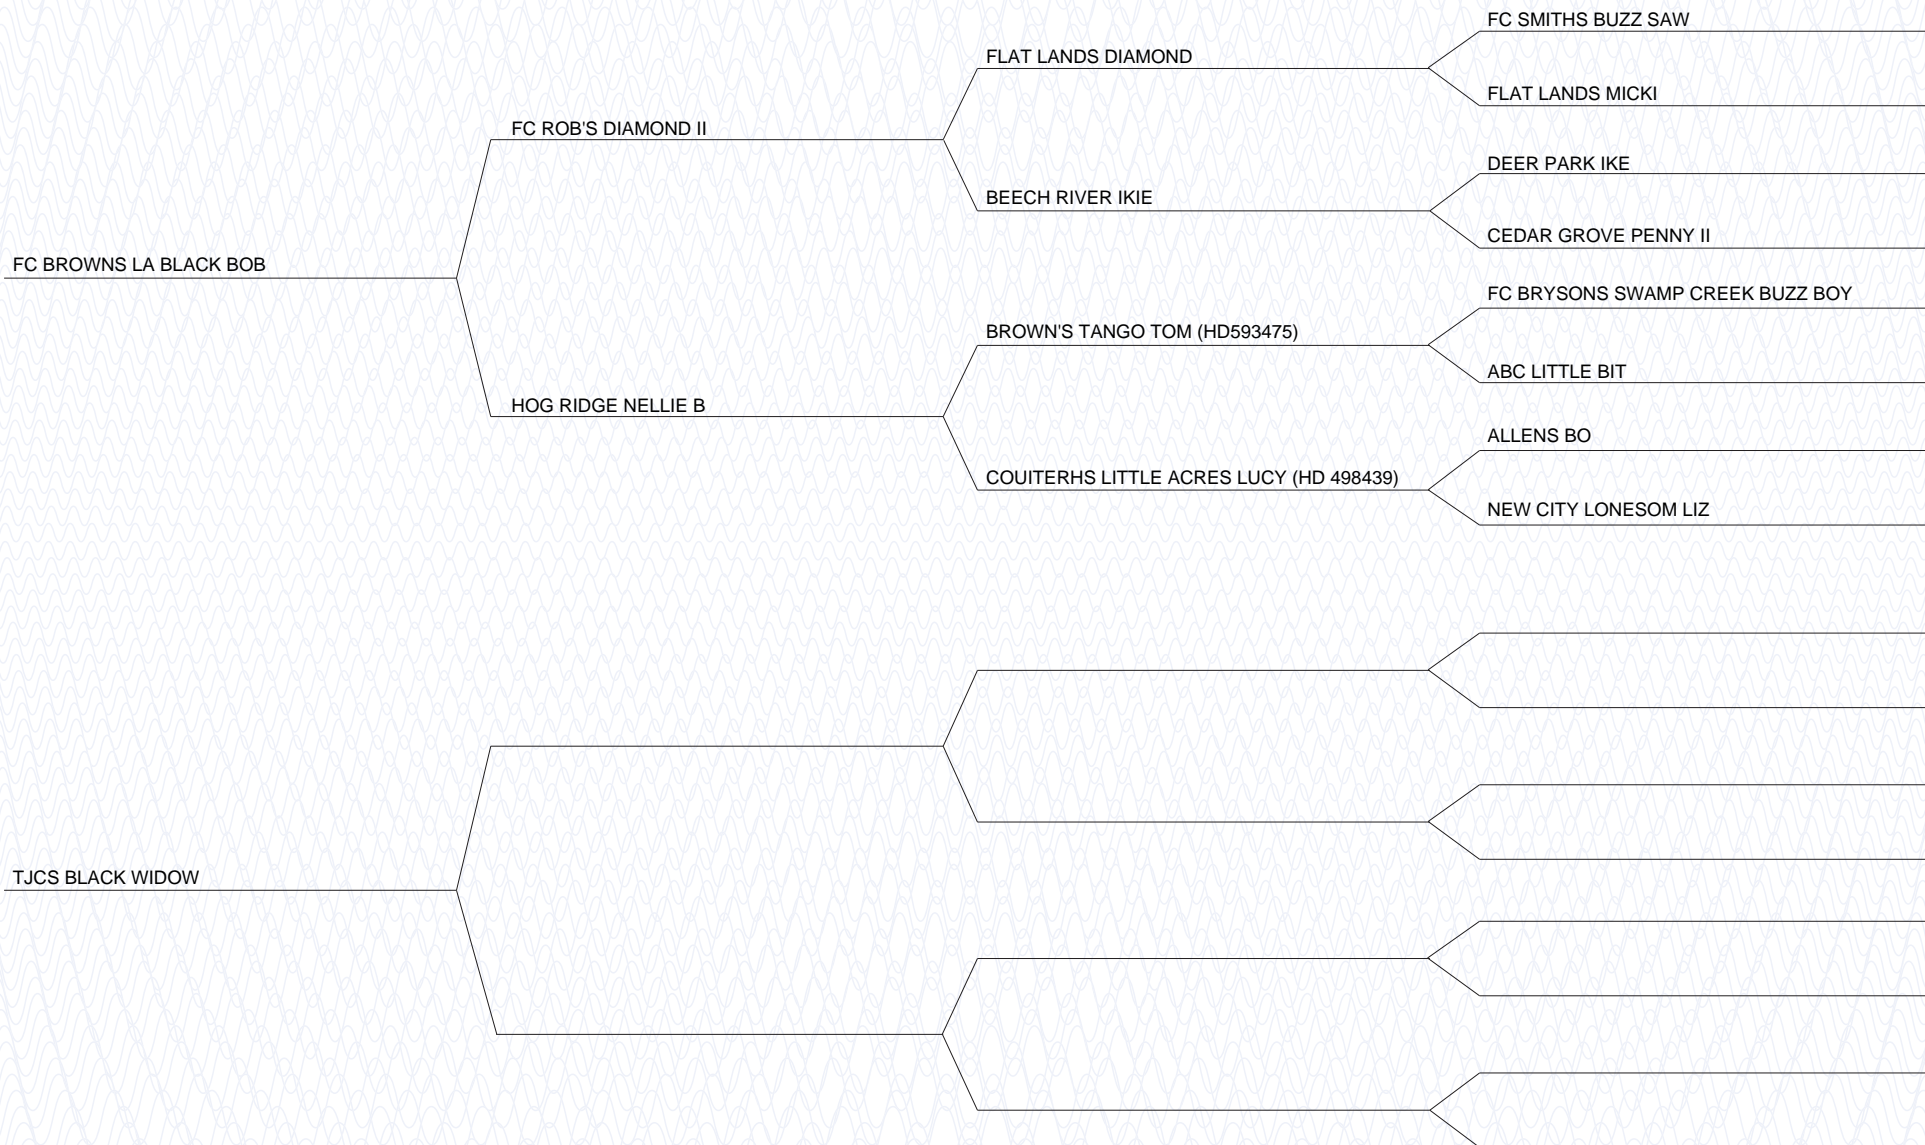 FC SMITHS BUZZ SAW
FLAT LANDS DIAMOND
FLAT LANDS MICKI
FC ROB'S DIAMOND II
DEER PARK IKE
BEECH RIVER IKIE
CEDAR GROVE PENNY II
FC BROWNS LA BLACK BOB
FC BRYSONS SWAMP CREEK BUZZ BOY
BROWN'S TANGO TOM (HD593475)
ABC LITTLE BIT
HOG RIDGE NELLIE B
ALLENS BO
COUITERHS LITTLE ACRES LUCY (HD 498439)
NEW CITY LONESOM LIZ
TJCS BLACK WIDOW